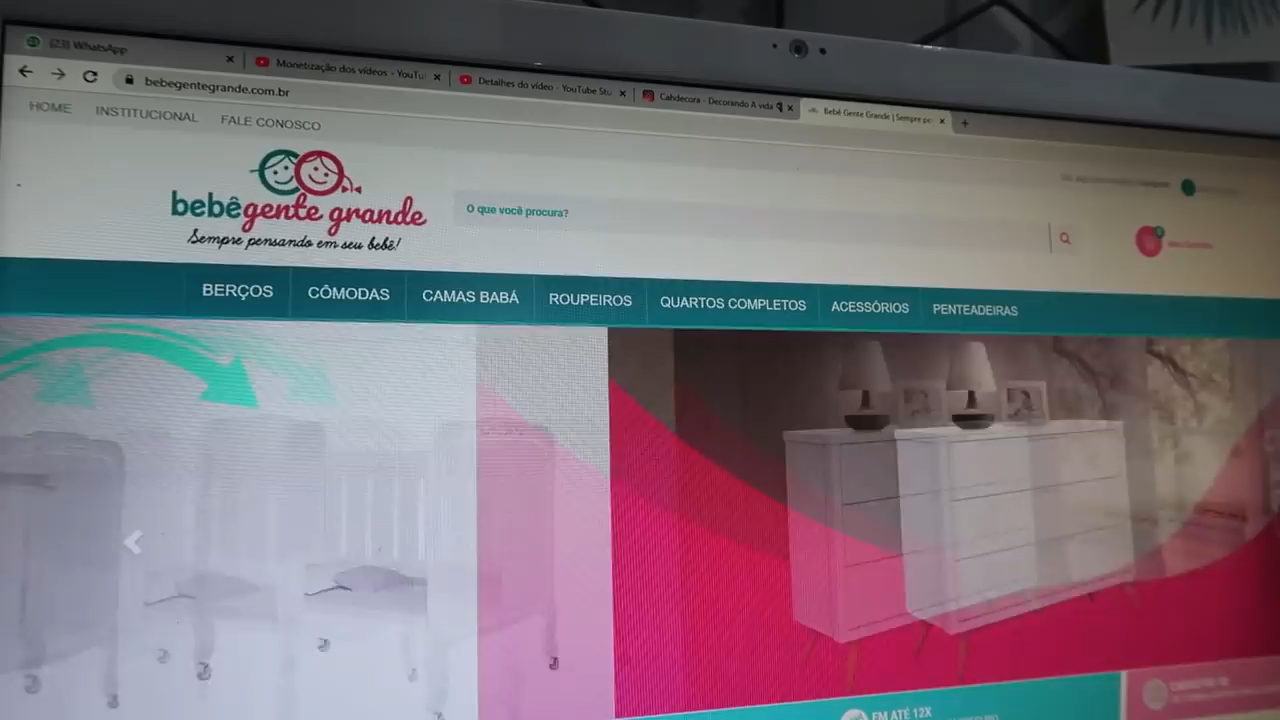 (23) WhatsApp
Monetização dos vídeos - YouTu
Detalhes do vídeo - YouTube Stu
Cahdecora - Decorando A vida
Bebê Gente Grande | Sempre pe
bebegentegrande.com.br
HOME INSTITUCIONAL FALE CONOSCO
bebêgente grande
Sempre pensando em seu bebê!
O que você procura?
BERÇOS CÔMODAS CAMAS BABÁ ROUPEIROS QUARTOS COMPLETOS ACESSÓRIOS PENTEADEIRAS
EM ATÉ 12X